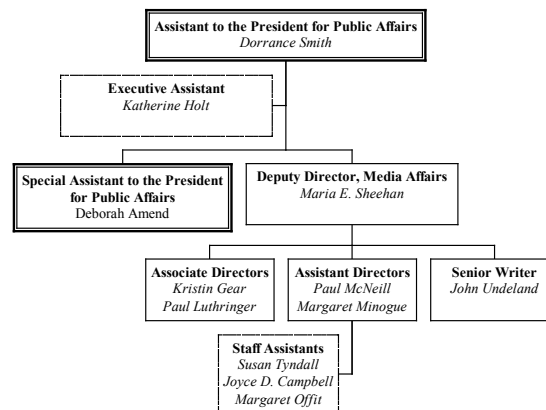 Assistant to the President for Public Affairs
Dorrance Smith
Executive Assistant
Katherine Holt
Special Assistant to the President
for Public Affairs
Deborah Amend
Deputy Director, Media Affairs
Maria E. Sheehan
Associate Directors
Kristin Gear
Paul Luthringer
Assistant Directors
Paul McNeill
Margaret Minogue
Senior Writer
John Undeland
Staff Assistants
Susan Tyndall
Joyce D. Campbell
Margaret Offit